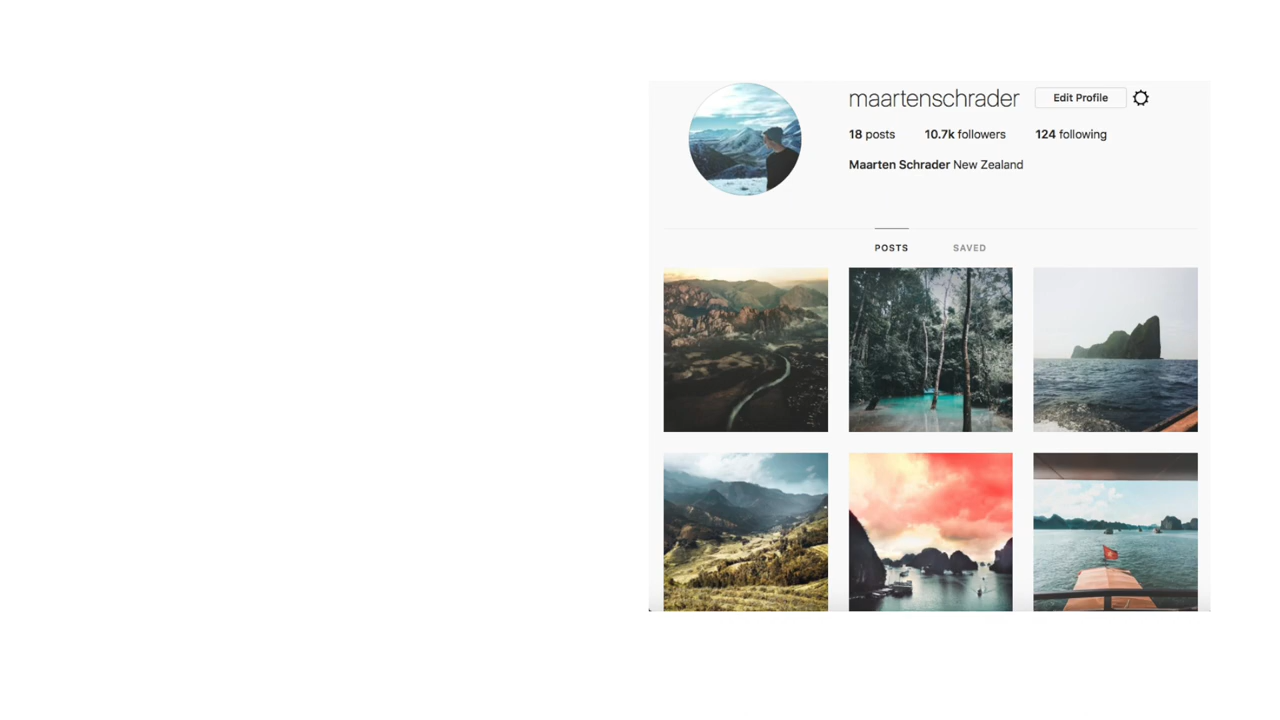 maartenschrader Edit Profile
18 posts 10.7k followers 124 following
Maarten Schrader New Zealand
POSTS SAVED